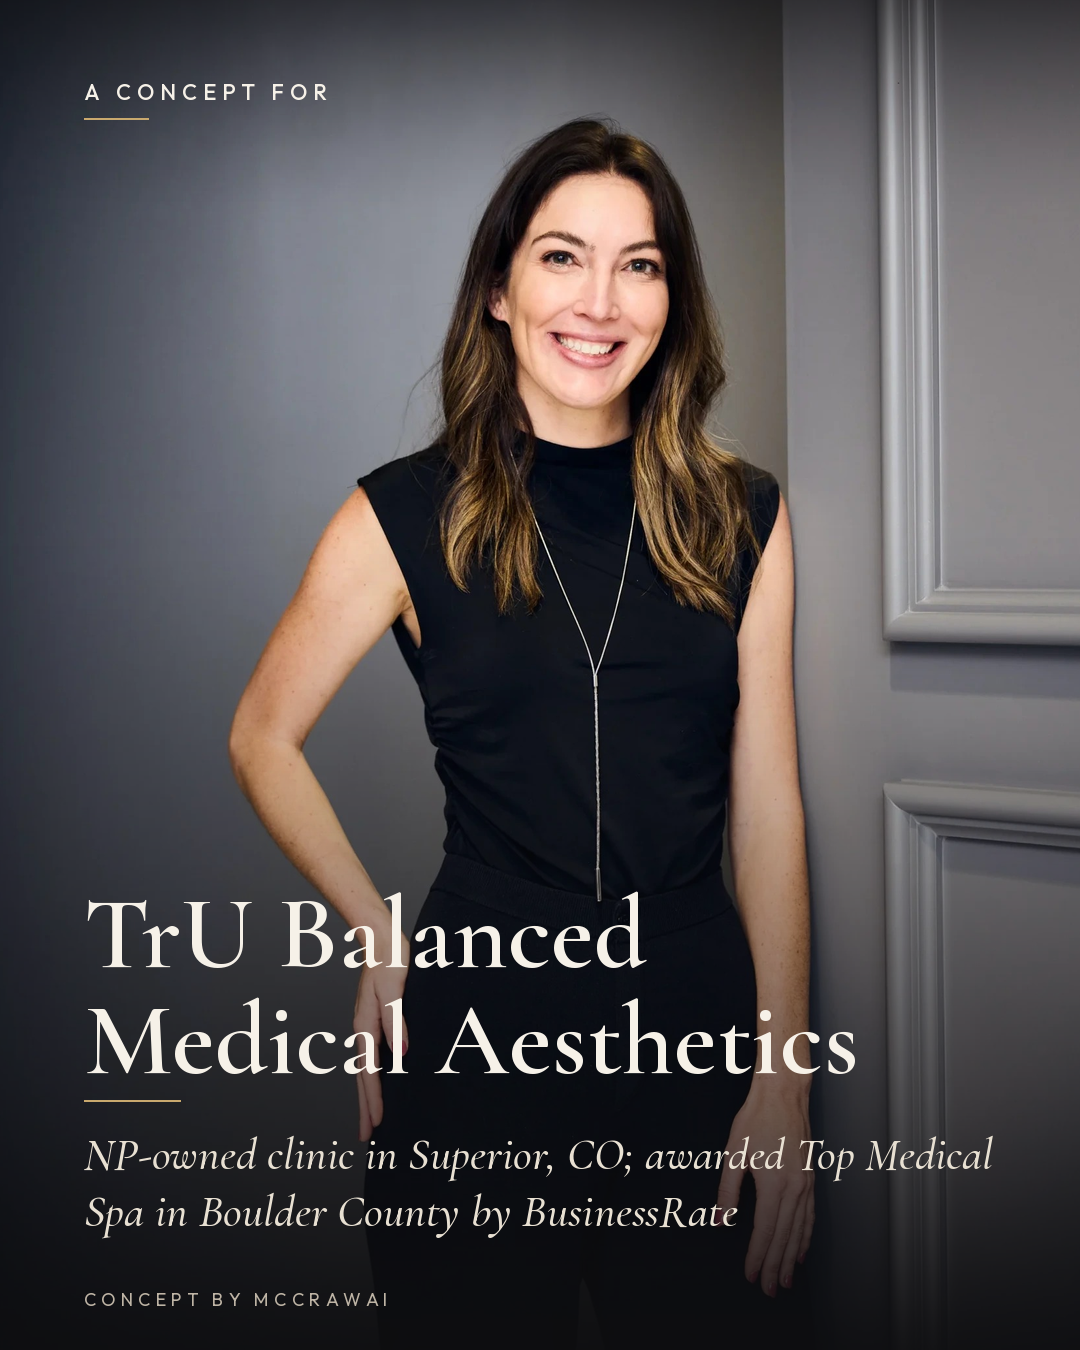 A CONCEPT FOR
TrU Balanced
Medical Aesthetics
NP-owned clinic in Superior, CO; awarded Top Medical
Spa in Boulder County by BusinessRate
CONCEPT BY MCCRAWAI